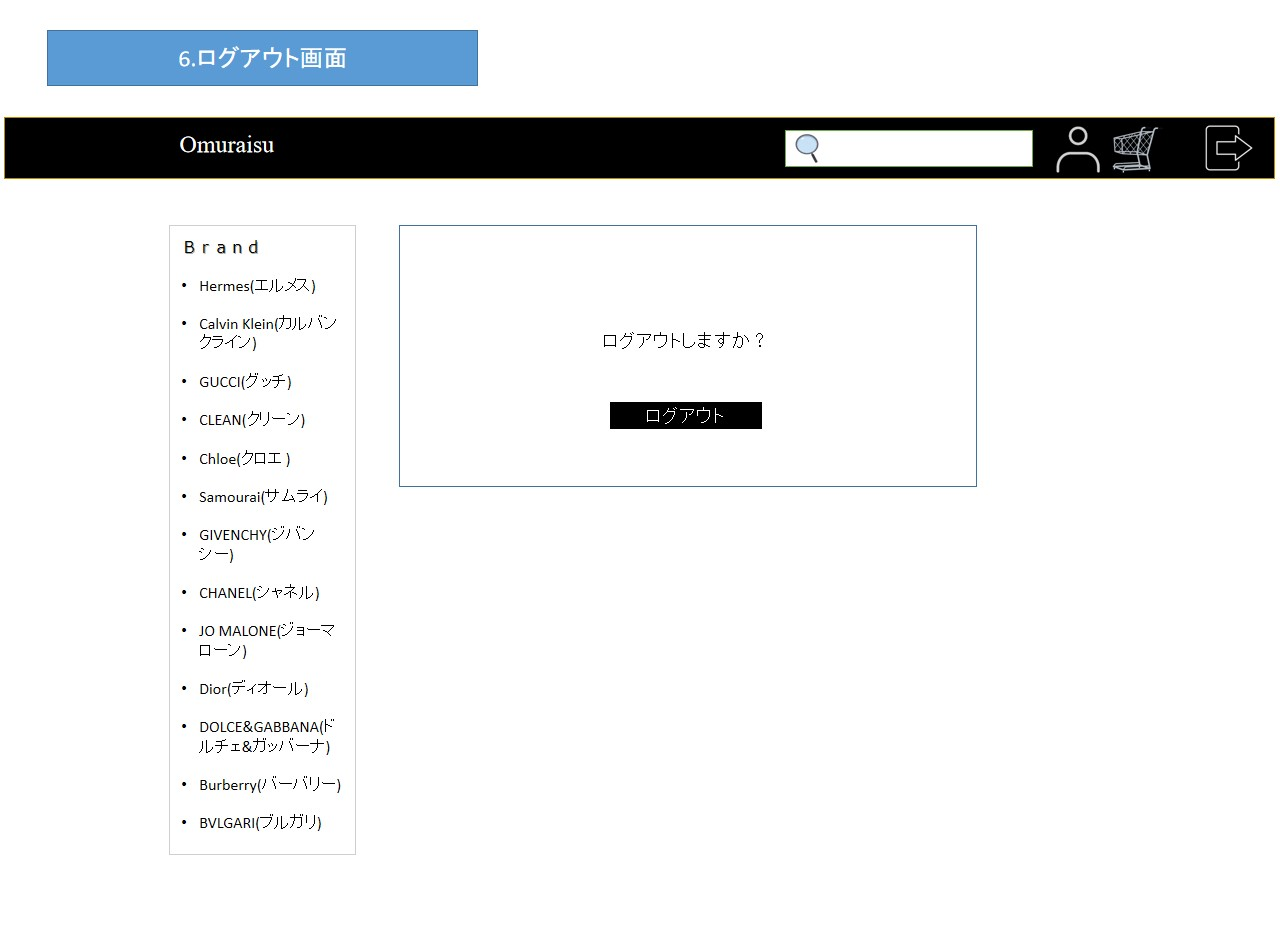 6.ログアウト画面
Omuraisu
Brand
• Hermes(エルメス)
• Calvin Klein(カルバン
クライン)
• GUCCI(グッチ)
• CLEAN(クリーン)
• Chloe(クロエ )
• Samourai(サムライ)
• GIVENCHY(ジバン
シー)
• CHANEL(シャネル)
• JO MALONE(ジョーマ
ローン)
• Dior(ディオール)
• DOLCE&GABBANA(ド
ルチェ&ガッバーナ)
• Burberry(バーバリー)
• BVLGARI(ブルガリ)
ログアウトしますか？
ログアウト